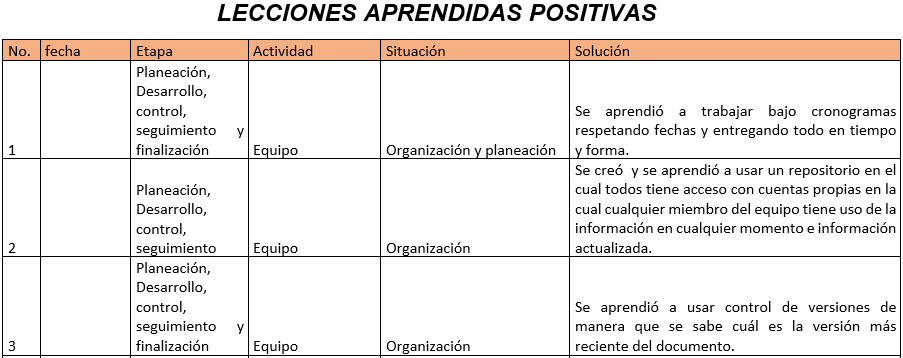 LECCIONES APRENDIDAS POSITIVAS
No. fecha Etapa Actividad Situación Solución
Planeación,
Desarrollo,
control,
seguimiento y
finalización
1 Equipo Organización y planeación
Se aprendió a trabajar bajo cronogramas
respetando fechas y entregando todo en tiempo
y forma.
Planeación,
Desarrollo,
control,
seguimiento
2 Equipo Organización
Se creó y se aprendió a usar un repositorio en el
cual todos tiene acceso con cuentas propias en la
cual cualquier miembro del equipo tiene uso de la
información en cualquier momento e información
actualizada.
Planeación,
Desarrollo,
control,
seguimiento y
finalización
3 Equipo Organización
Se aprendió a usar control de versiones de
manera que se sabe cuál es la versión más
reciente del documento.